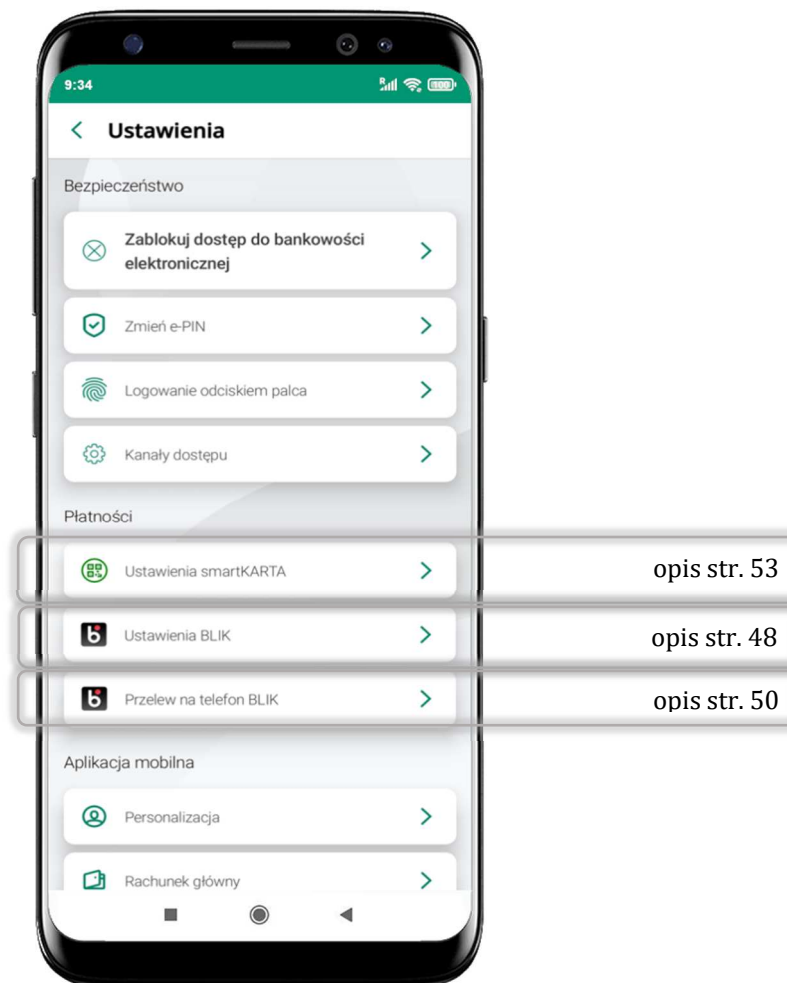 9:34
Ustawienia
Bezpieczeństwo
Zablokuj dostęp do bankowości
elektronicznej
Zmień e-PIN
Logowanie odciskiem palca
Kanały dostępu
Płatności
Ustawienia smartKARTA
opis str. 53
Ustawienia BLIK
opis str. 48
Przelew na telefon BLIK
opis str. 50
Aplikacja mobilna
Personalizacja
Rachunek główny